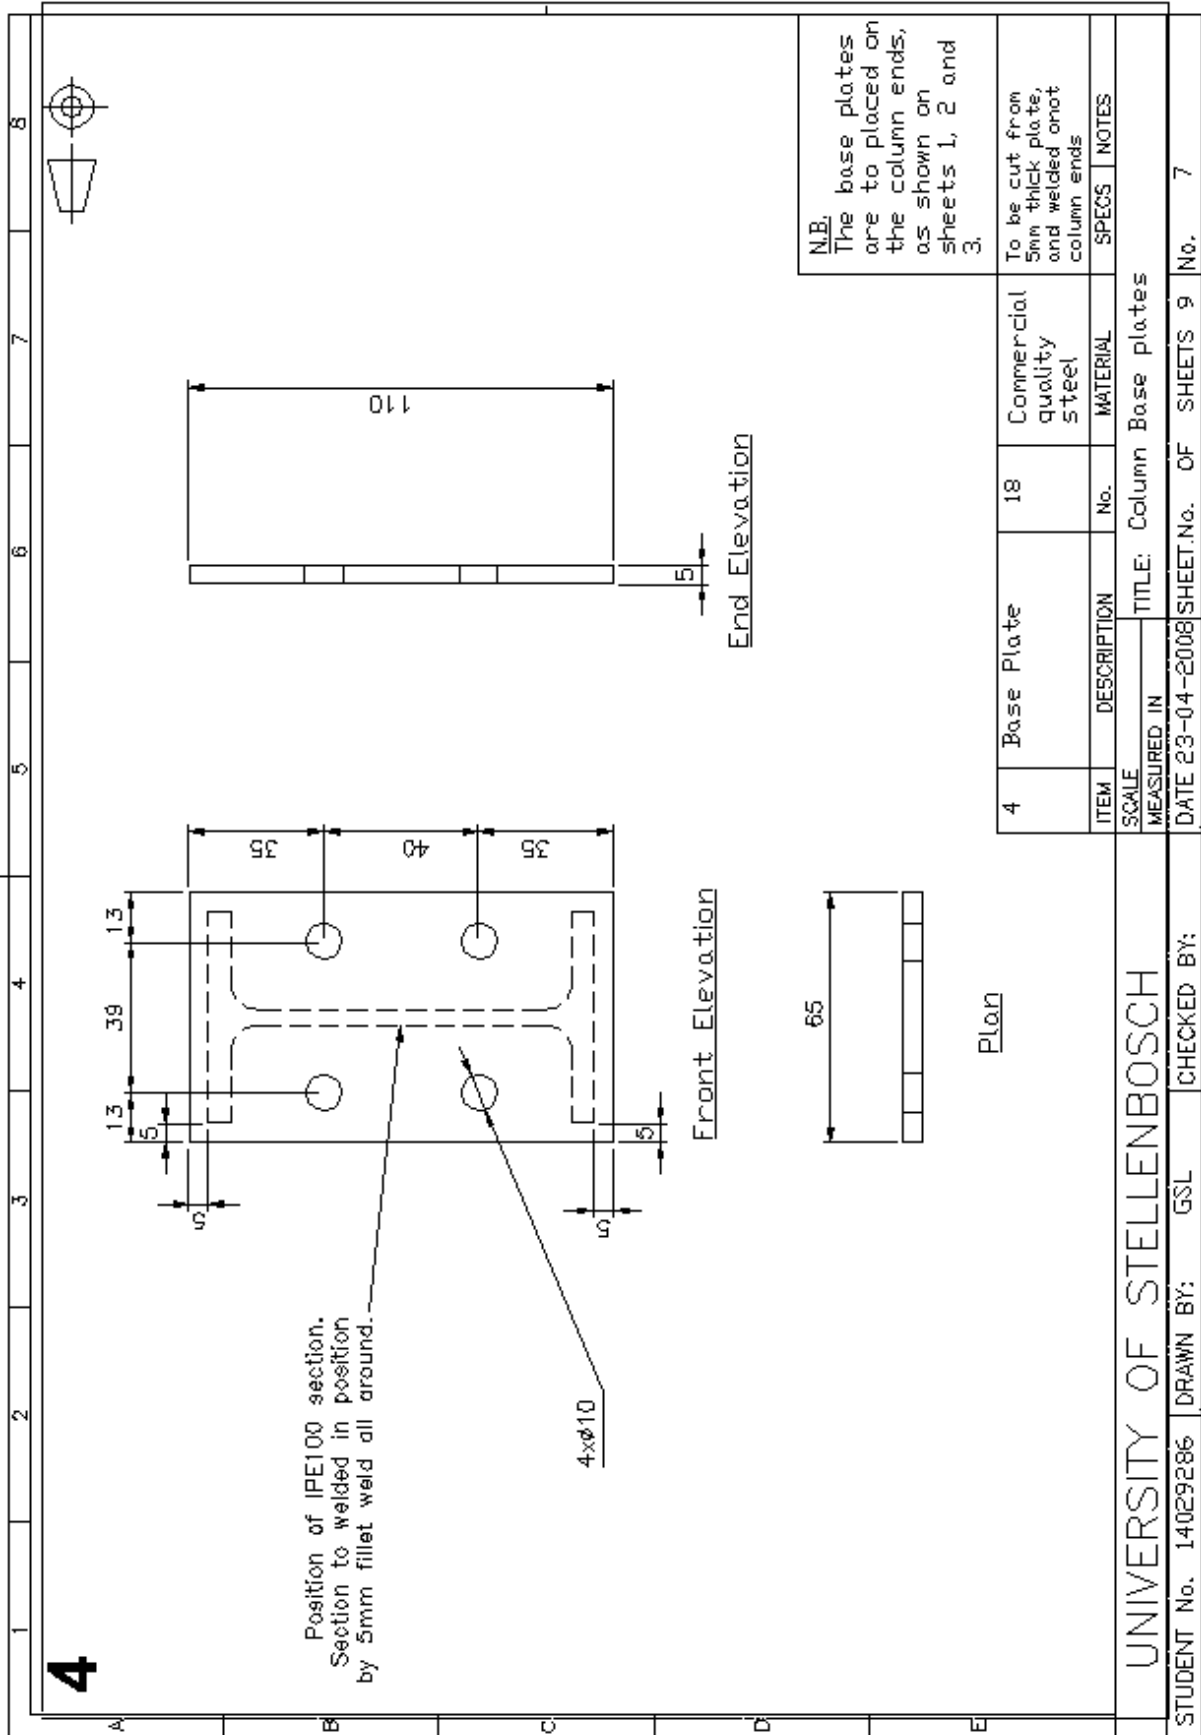 1 2 3 4 5 6 7 8
A
B
C
D
E
4
13 39 13
5
5
35
40
35
5
5
110
5
Position of IPE100 section.
Section to welded in position
by 5mm fillet weld all around.
4xø10
Front Elevation
End Elevation
65
Plan
N.B.
The base plates
are to placed on
the column ends,
as shown on
sheets 1, 2 and
3.
4 Base Plate 18 Commercial
quality
steel
To be cut from
5mm thick plate,
and welded onot
column ends
ITEM DESCRIPTION No. MATERIAL SPECS NOTES
UNIVERSITY OF STELLENBOSCH
SCALE
MEASURED IN
TITLE: Column Base plates
STUDENT No. 14029286 DRAWN BY: GSL CHECKED BY: DATE 23-04-2008 SHEET.No. OF SHEETS 9 No. 7